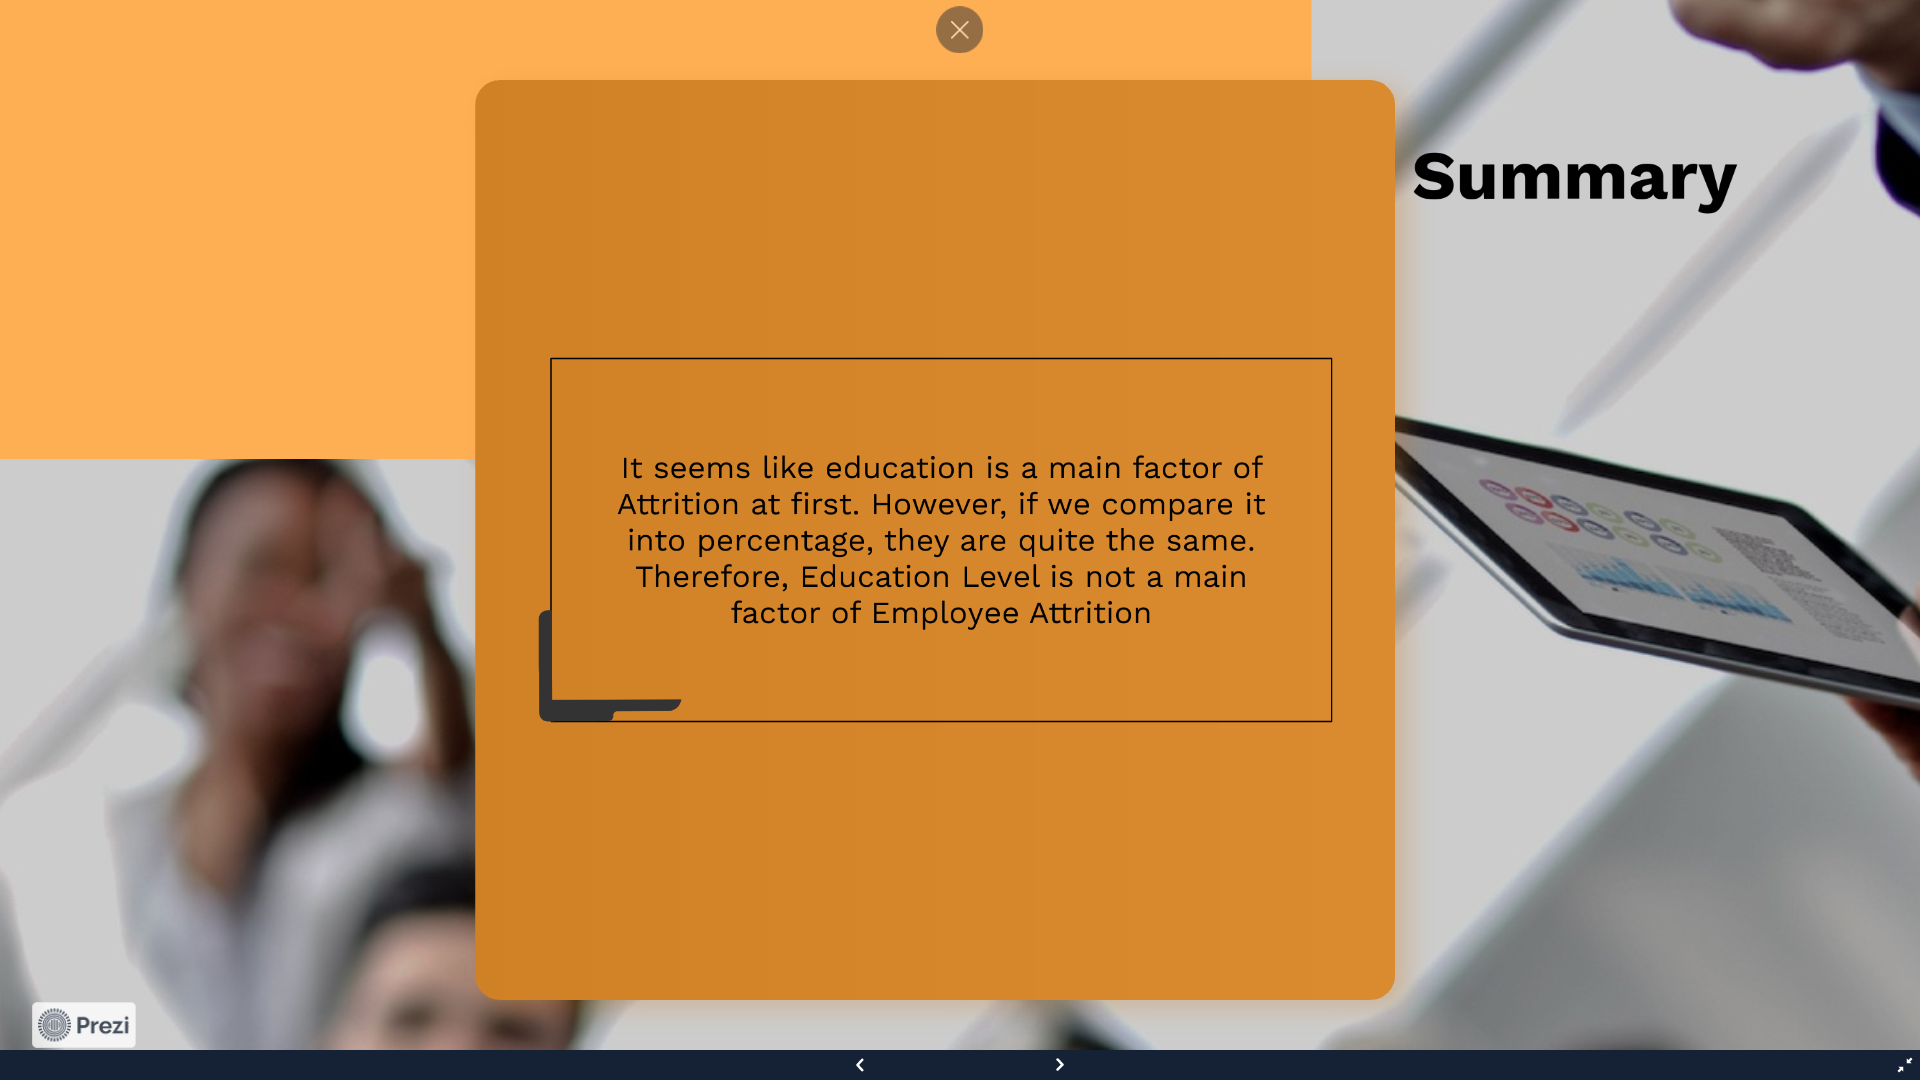 Summary
It seems like education is a main factor of
Attrition at first. However, if we compare it
into percentage, they are quite the same.
Therefore, Education Level is not a main
factor of Employee Attrition
Prezi